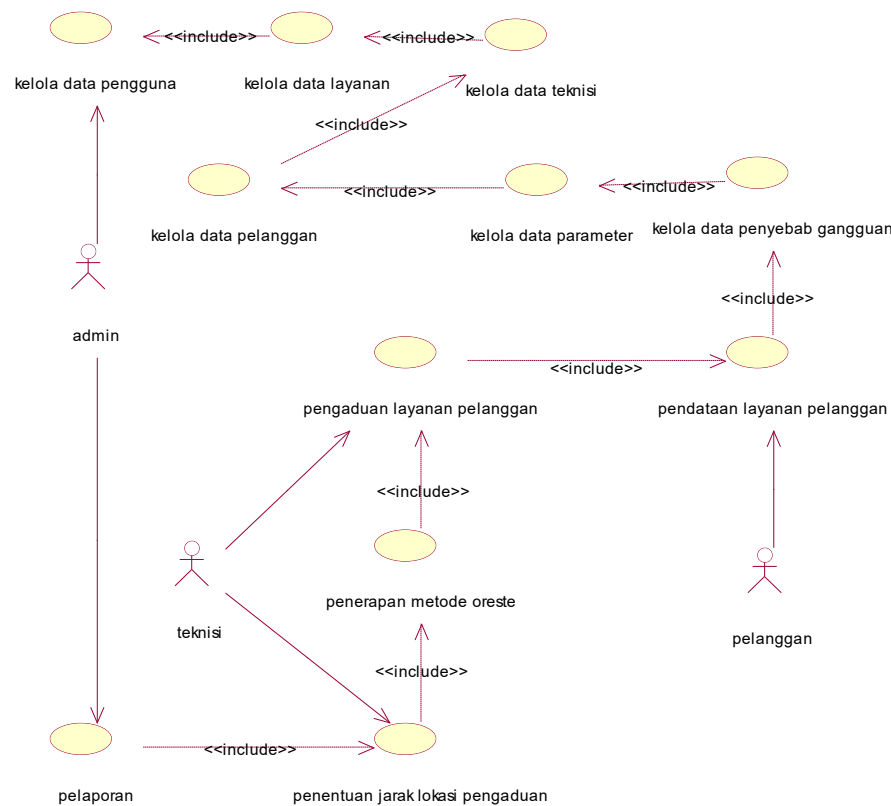 <<include>>
<<include>>
kelola data pengguna
kelola data layanan
kelola data teknisi
<<include>>
<<include>>
<<include>>
kelola data pelanggan
kelola data parameter
kelola data penyebab gangguan
<<include>>
admin
<<include>>
pengaduan layanan pelanggan
pendataan layanan pelanggan
<<include>>
penerapan metode oreste
teknisi
pelanggan
<<include>>
<<include>>
pelaporan
penentuan jarak lokasi pengaduan